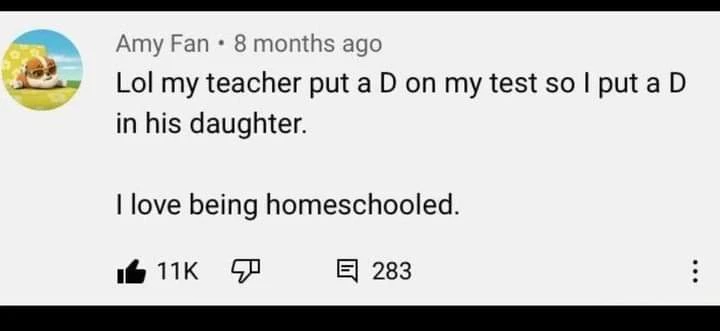 Amy Fan • 8 months ago
Lol my teacher put a D on my test so I put a D
in his daughter.
I love being homeschooled.
11K 283